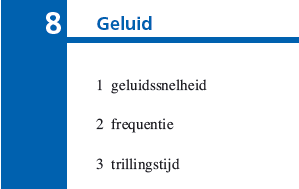 8 Geluid
1 geluidssnelheid
2 frequentie
3 trillingstijd